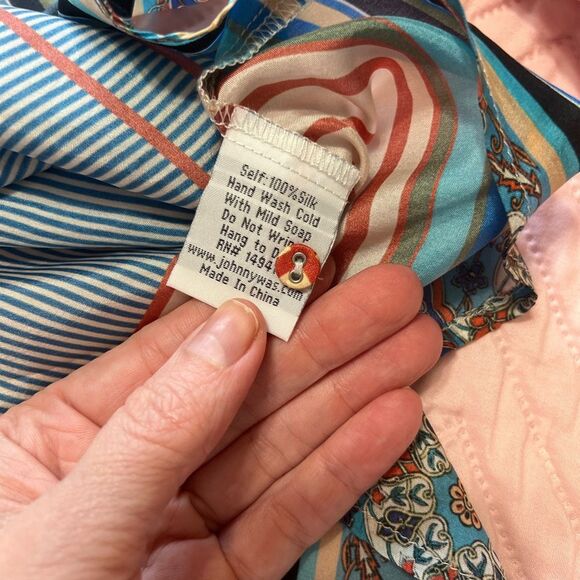 Self: 100% Silk
Hand Wash Cold
With Mild Soap
Do Not Wrin
Hang to D
RN# 1494
www.johnnywas.com
Made In China